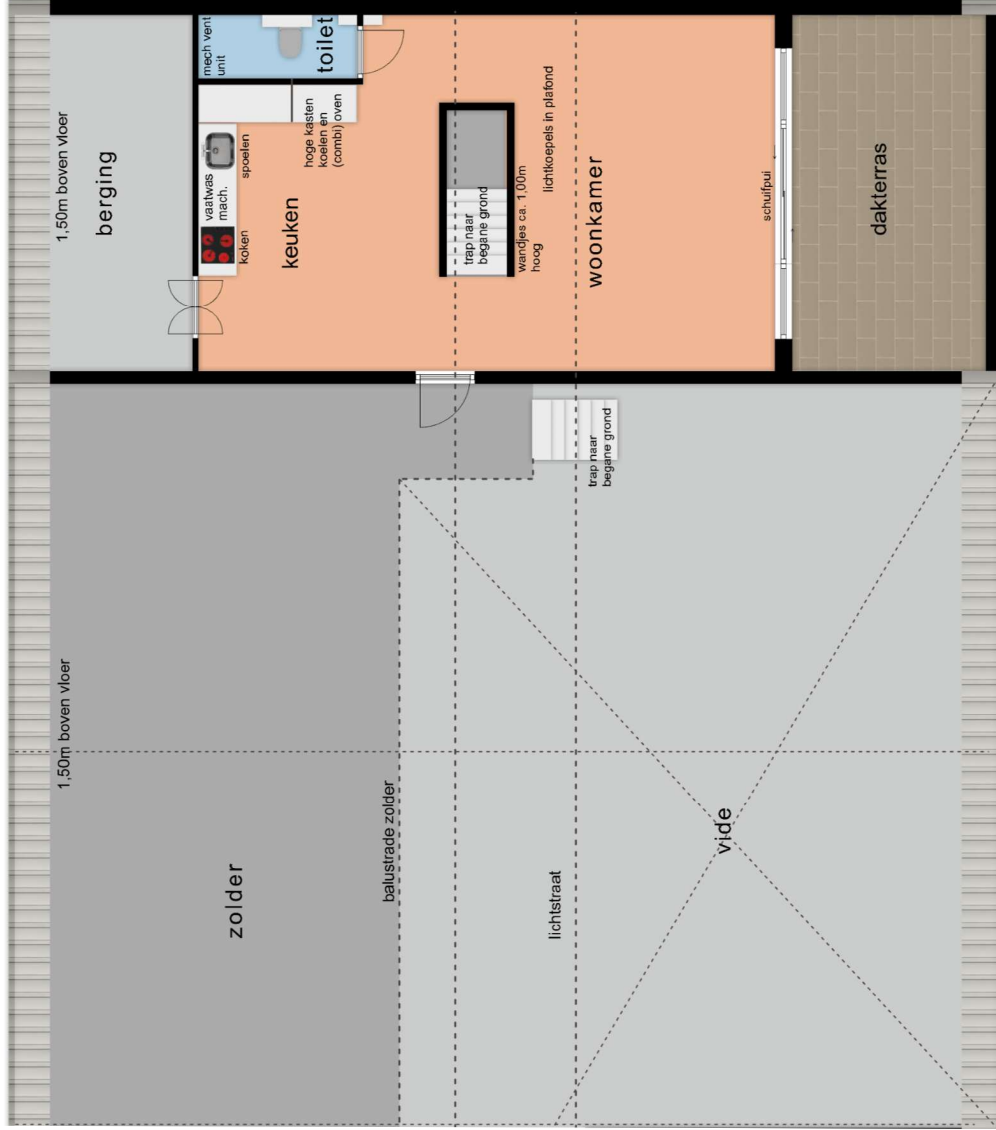 mech vent
unit
toilet
1,50m boven vloer
berging
vaatwas
mach.
spoelen
koken
hoge kasten
koelen en
(combi) oven
keuken
trap naar
begane grond
wandjes ca. 1,00m
hoog
lichtkoepels in plafond
woonkamer
schuifpui
dakterras
trap naar
begane grond
1,50m boven vloer
zolder
balustrade zolder
lichtstraat
vide